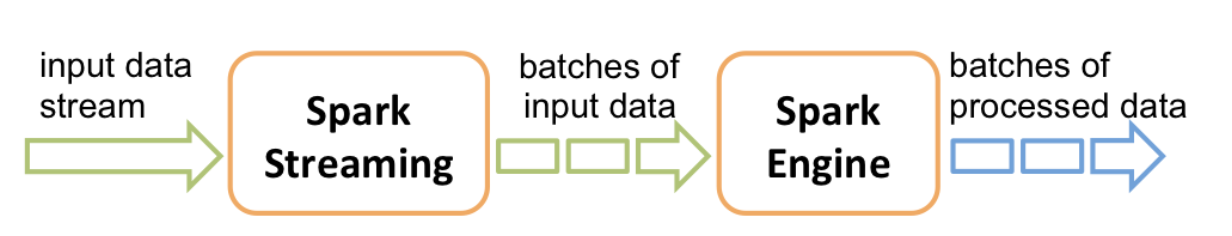 input data
stream
Spark
Streaming
batches of
input data
Spark
Engine
batches of
processed data